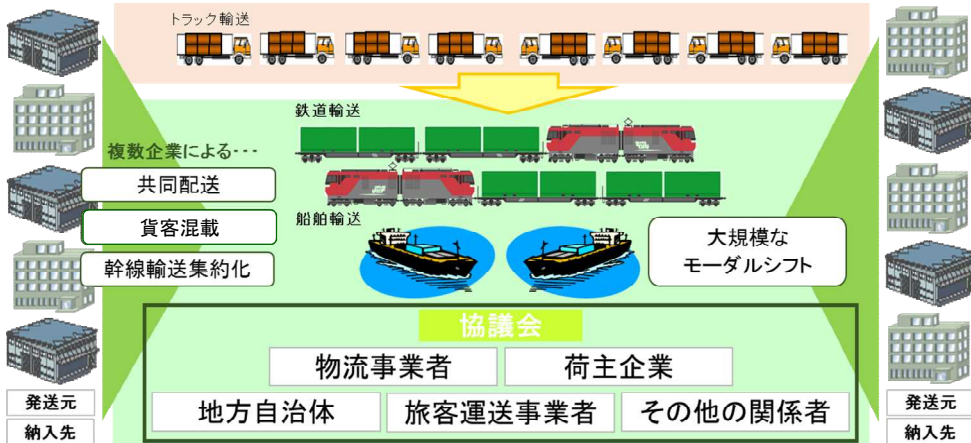 トラック輸送
鉄道輸送
複数企業による･･･
共同配送
貨客混載
幹線輸送集約化
船舶輸送
大規模な
モーダルシフト
協議会
物流事業者
荷主企業
地方自治体
旅客運送事業者
その他の関係者
発送元
納入先
発送元
納入先